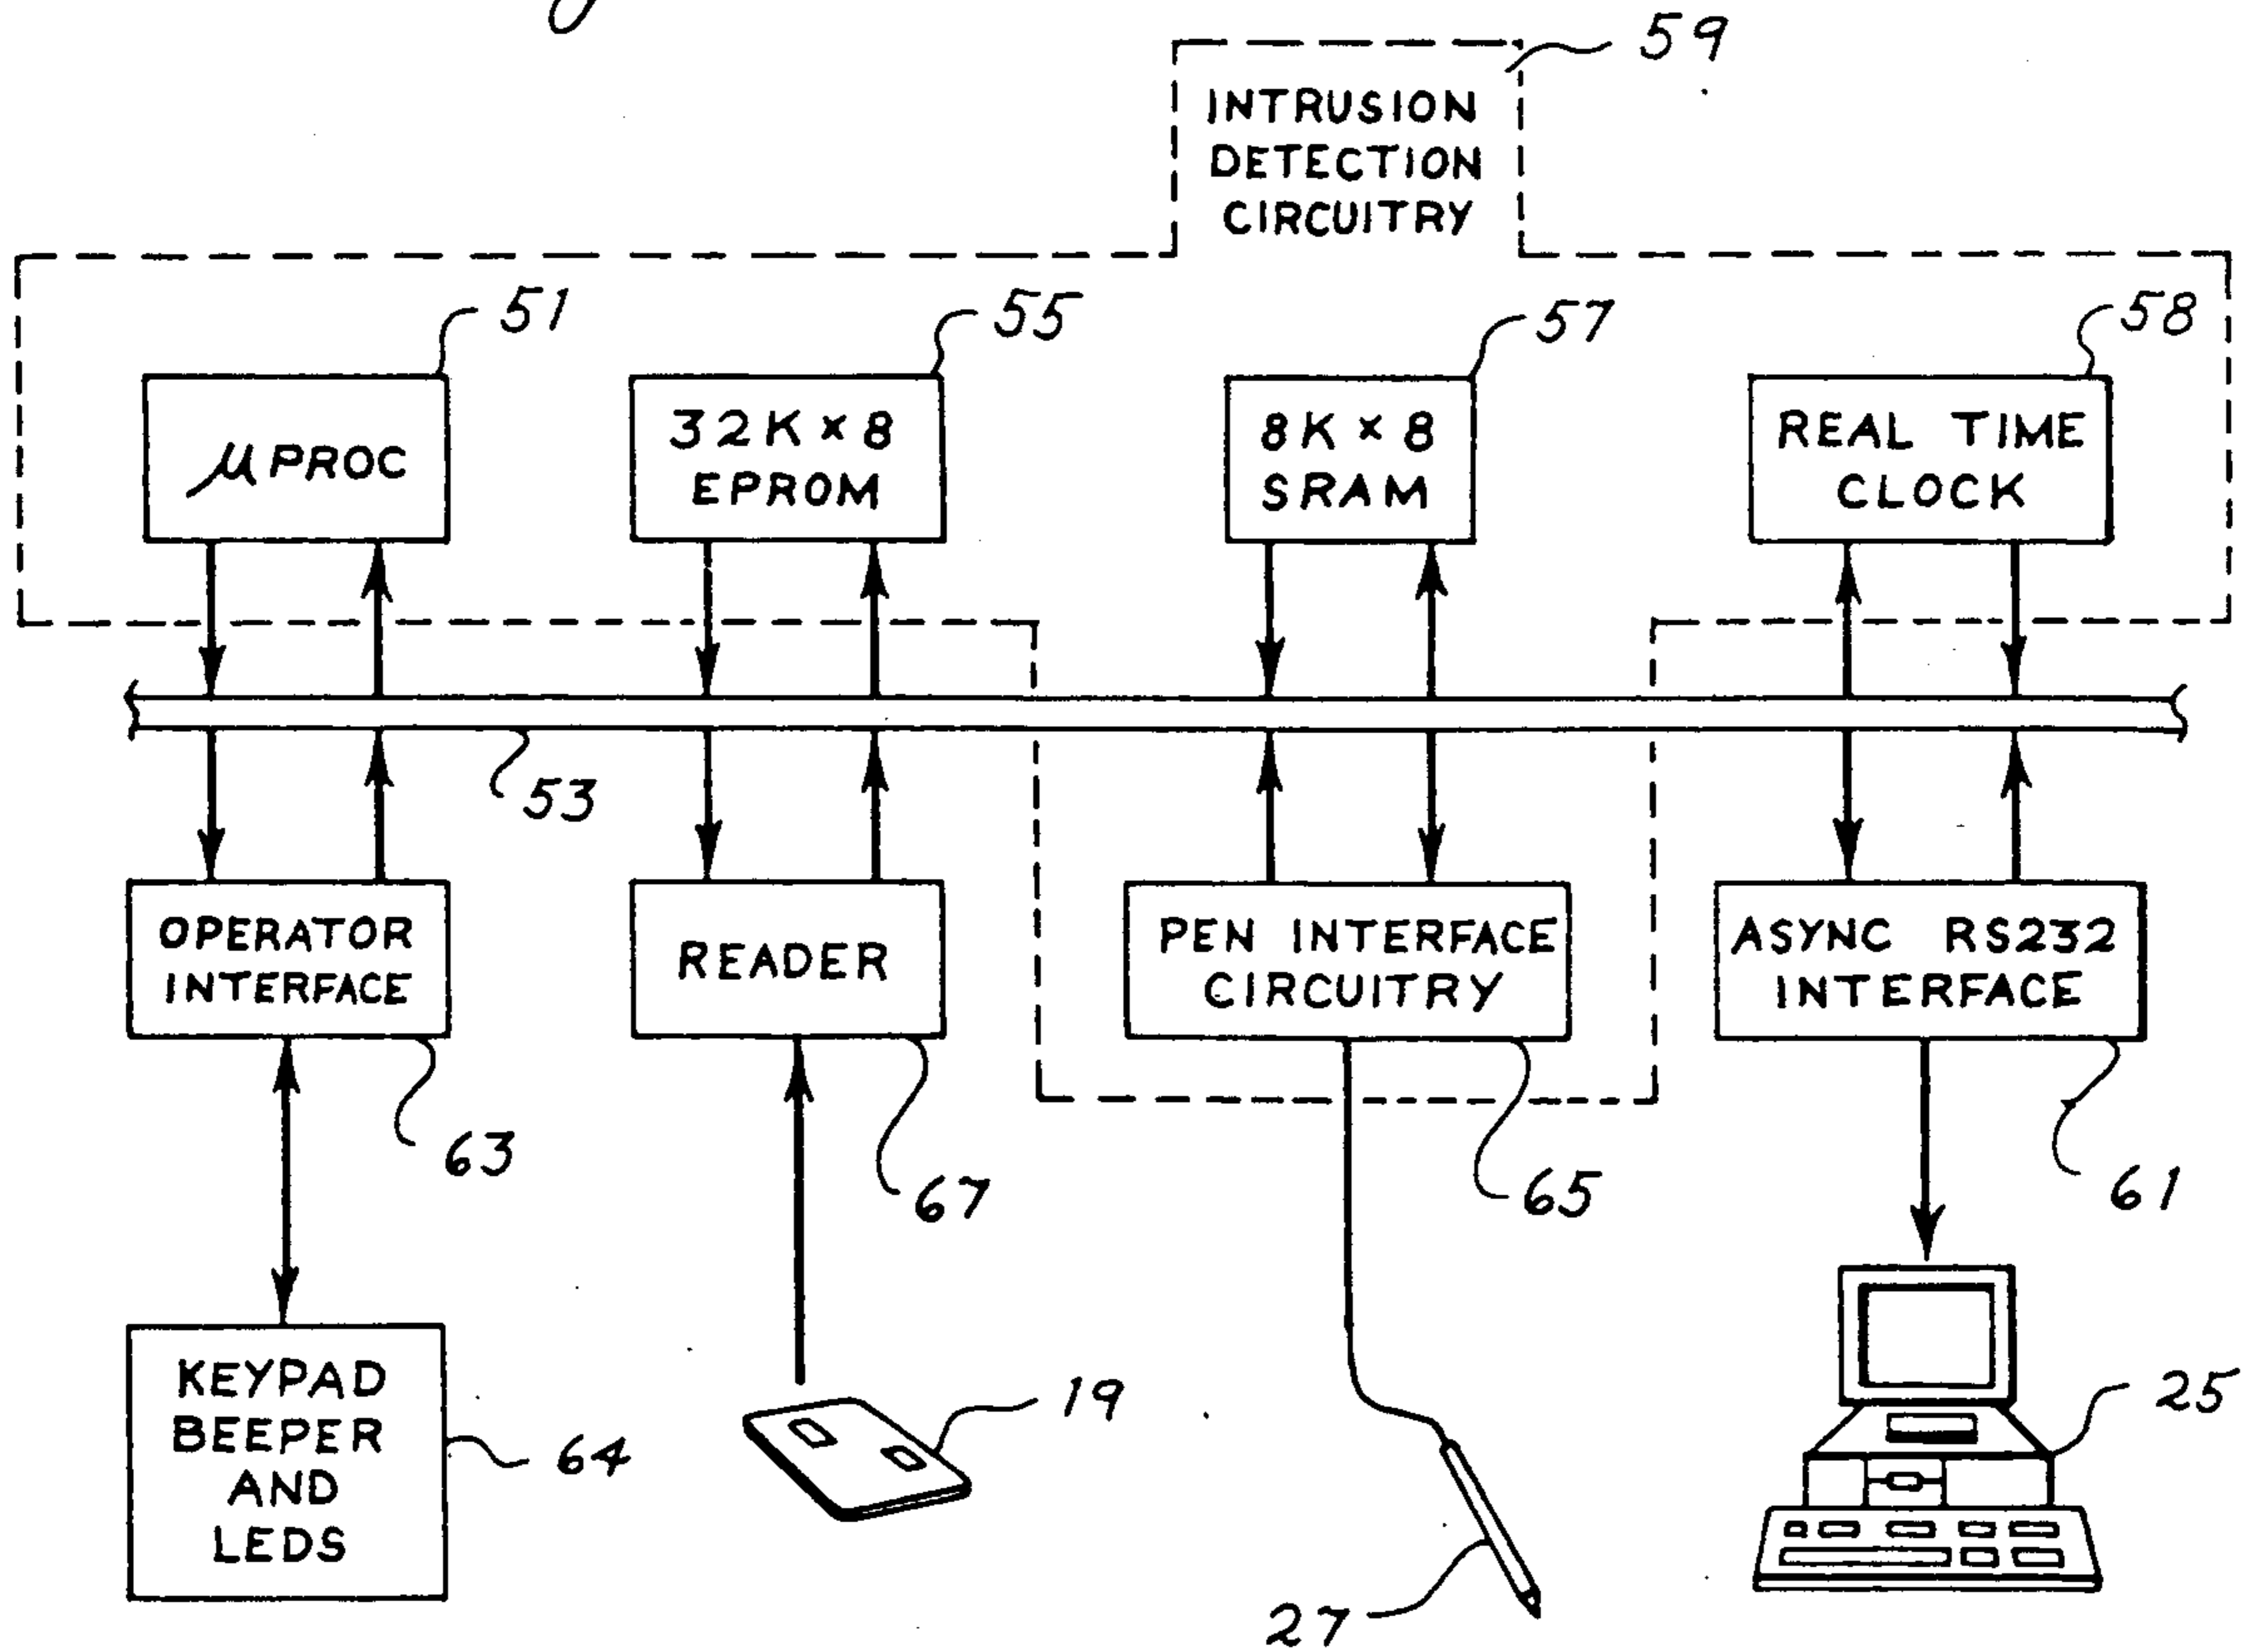 59
INTRUSION
DETECTION
CIRCUITRY
51
55
57
58
μPROC
32K×8
EPROM
8K×8
SRAM
REAL TIME
CLOCK
53
OPERATOR
INTERFACE
READER
PEN INTERFACE
CIRCUITRY
ASYNC RS232
INTERFACE
63
67
65
61
KEYPAD
BEEPER
AND
LEDS
64
19
27
25